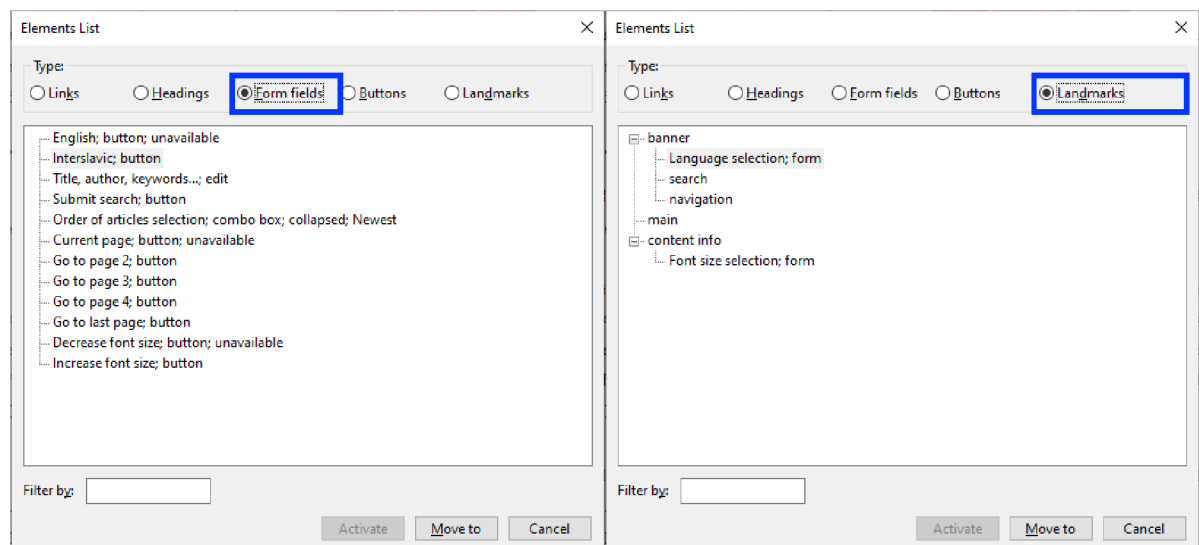 Elements List
Type:
Links Headings Form fields Buttons Landmarks
English; button; unavailable
Interslavic; button
Title, author, keywords...; edit
Submit search; button
Order of articles selection; combo box; collapsed; Newest
Current page; button; unavailable
Go to page 2; button
Go to page 3; button
Go to page 4; button
Go to last page; button
Decrease font size; button; unavailable
Increase font size; button
Filter by:
Activate Move to Cancel
Elements List
Type:
Links Headings Form fields Buttons Landmarks
banner
Language selection; form
search
navigation
main
content info
Font size selection; form
Filter by:
Activate Move to Cancel